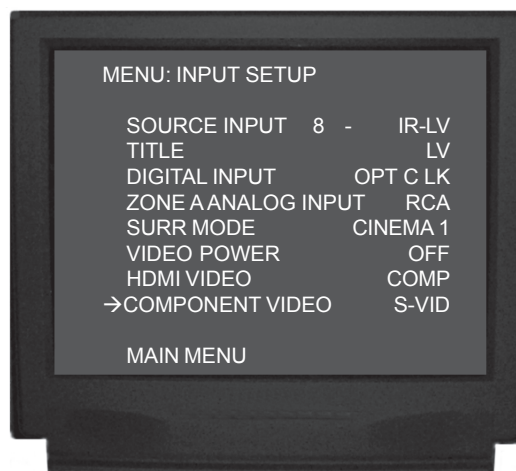 MENU: INPUT SETUP
SOURCE INPUT 8 - IR-LV
TITLE LV
DIGITAL INPUT OPT C LK
ZONE A ANALOG INPUT RCA
SURR MODE CINEMA 1
VIDEO POWER OFF
HDMI VIDEO COMP
→COMPONENT VIDEO S-VID
MAIN MENU